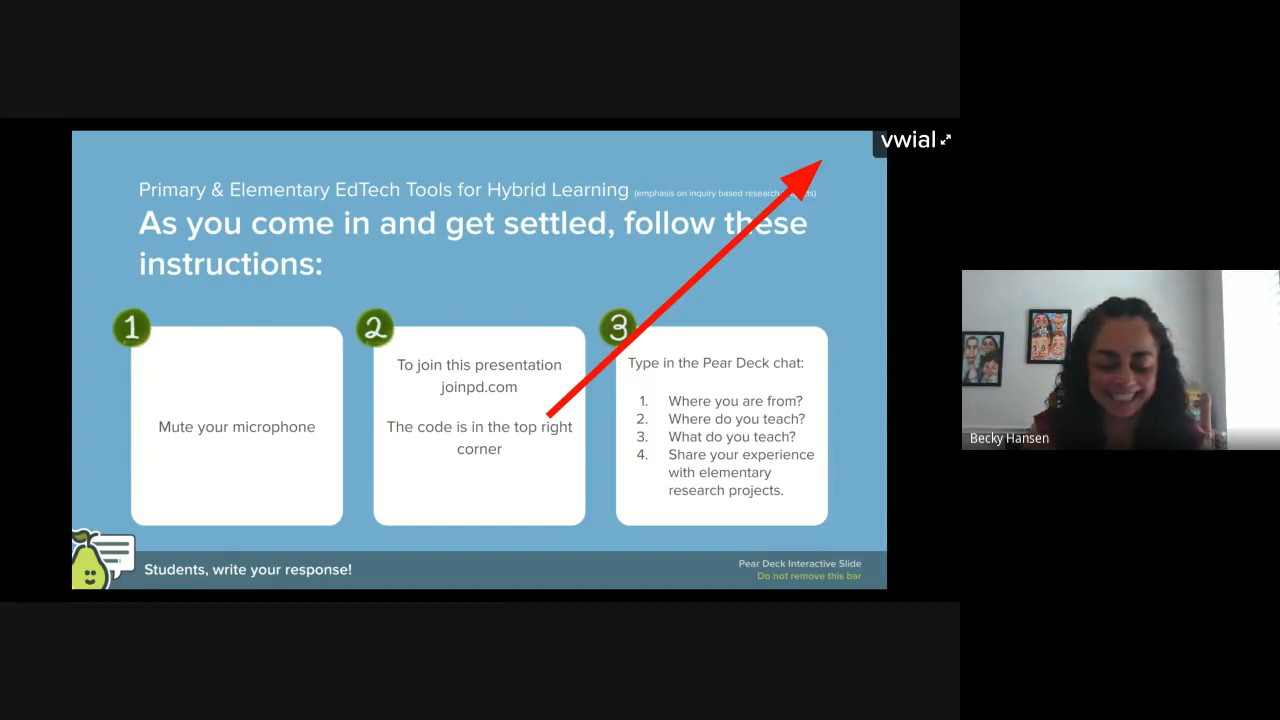 vwial
Primary & Elementary EdTech Tools for Hybrid Learning (emphasis on inquiry based research
As you come in and get settled, follow these
instructions:
1
Mute your microphone
2
To join this presentation
joinpd.com
The code is in the top right
corner
3
Type in the Pear Deck chat:
1. Where you are from?
2. Where do you teach?
3. What do you teach?
4. Share your experience
with elementary
research projects.
Students, write your response!
Pear Deck Interactive Slide
Do not remove this bar
Becky Hansen